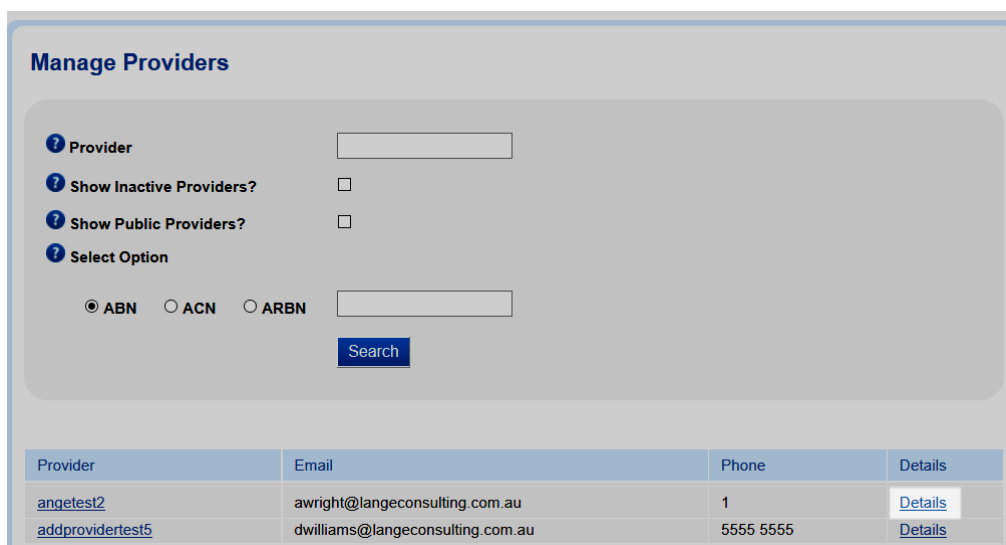 Manage Providers
? Provider
? Show Inactive Providers?
? Show Public Providers?
? Select Option
ABN ACN ARBN
Search
Provider Email Phone Details
angetest2 awright@langeconsulting.com.au 1 Details
addprovidertest5 dwilliams@langeconsulting.com.au 5555 5555 Details